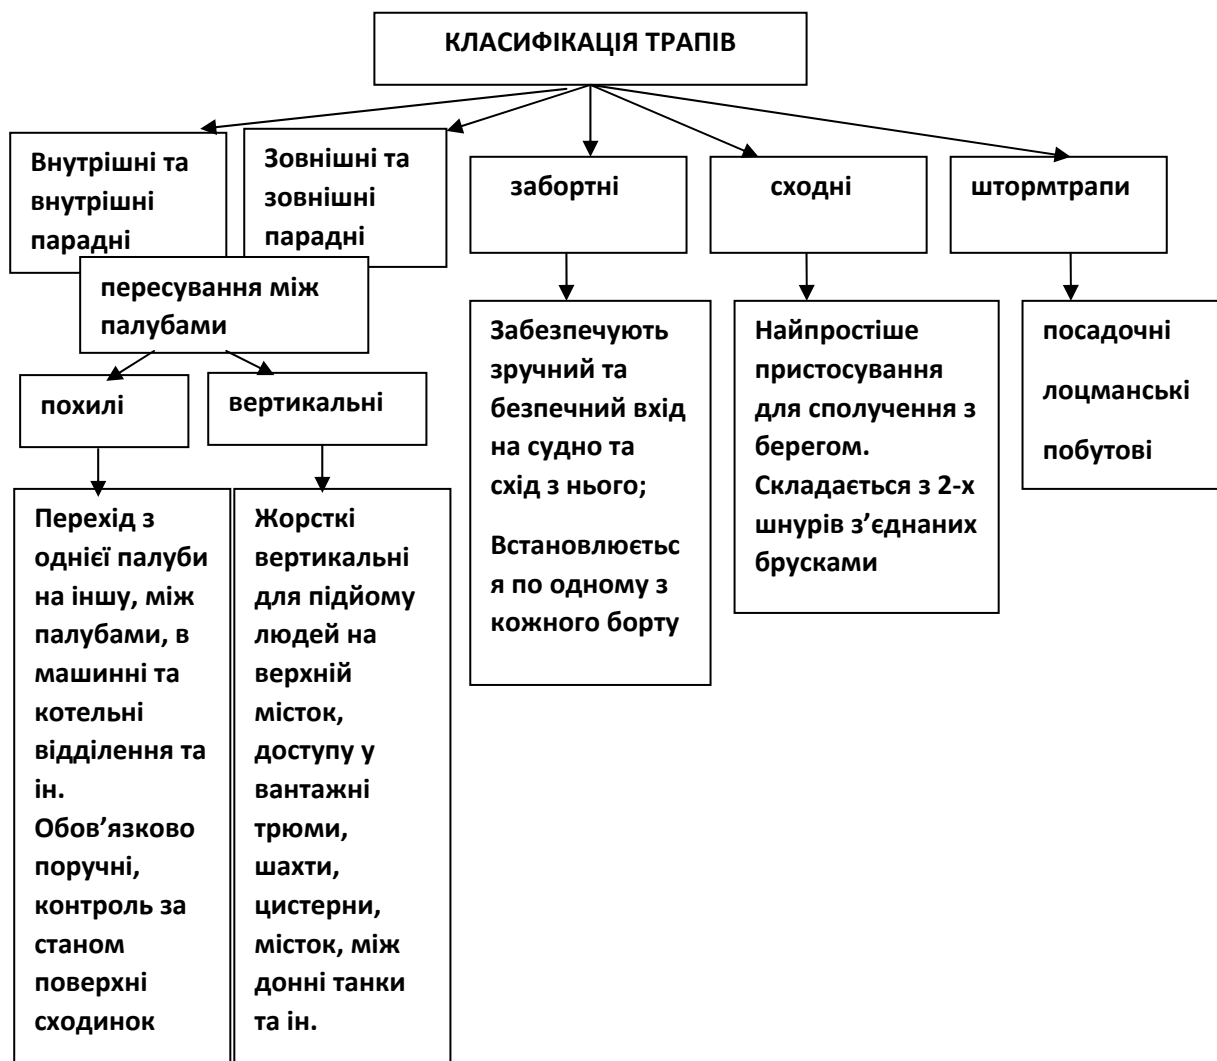 КЛАСИФІКАЦІЯ ТРАПІВ
Внутрішні та
внутрішні
парадні
Зовнішні та
зовнішні
парадні
забортні
сходні
штормтрапи
пересування між
палубами
похилі
вертикальні
Перехід з
однієї палуби
на іншу, між
палубами, в
машинні та
котельні
відділення та
ін.
Обов’язково
поручні,
контроль за
станом
поверхні
сходинок
Жорсткі
вертикальні
для підйому
людей на
верхній
місток,
доступу у
вантажні
трюми,
шахти,
цистерни,
місток, між
донні танки
та ін.
Забезпечують
зручний та
безпечний вхід
на судно та
схід з нього;
Встановлюєтьс
я по одному з
кожного борту
Найпростіше
пристосування
для сполучення з
берегом.
Складається з 2-х
шнурів з’єднаних
брусками
посадочні
лоцманські
побутові